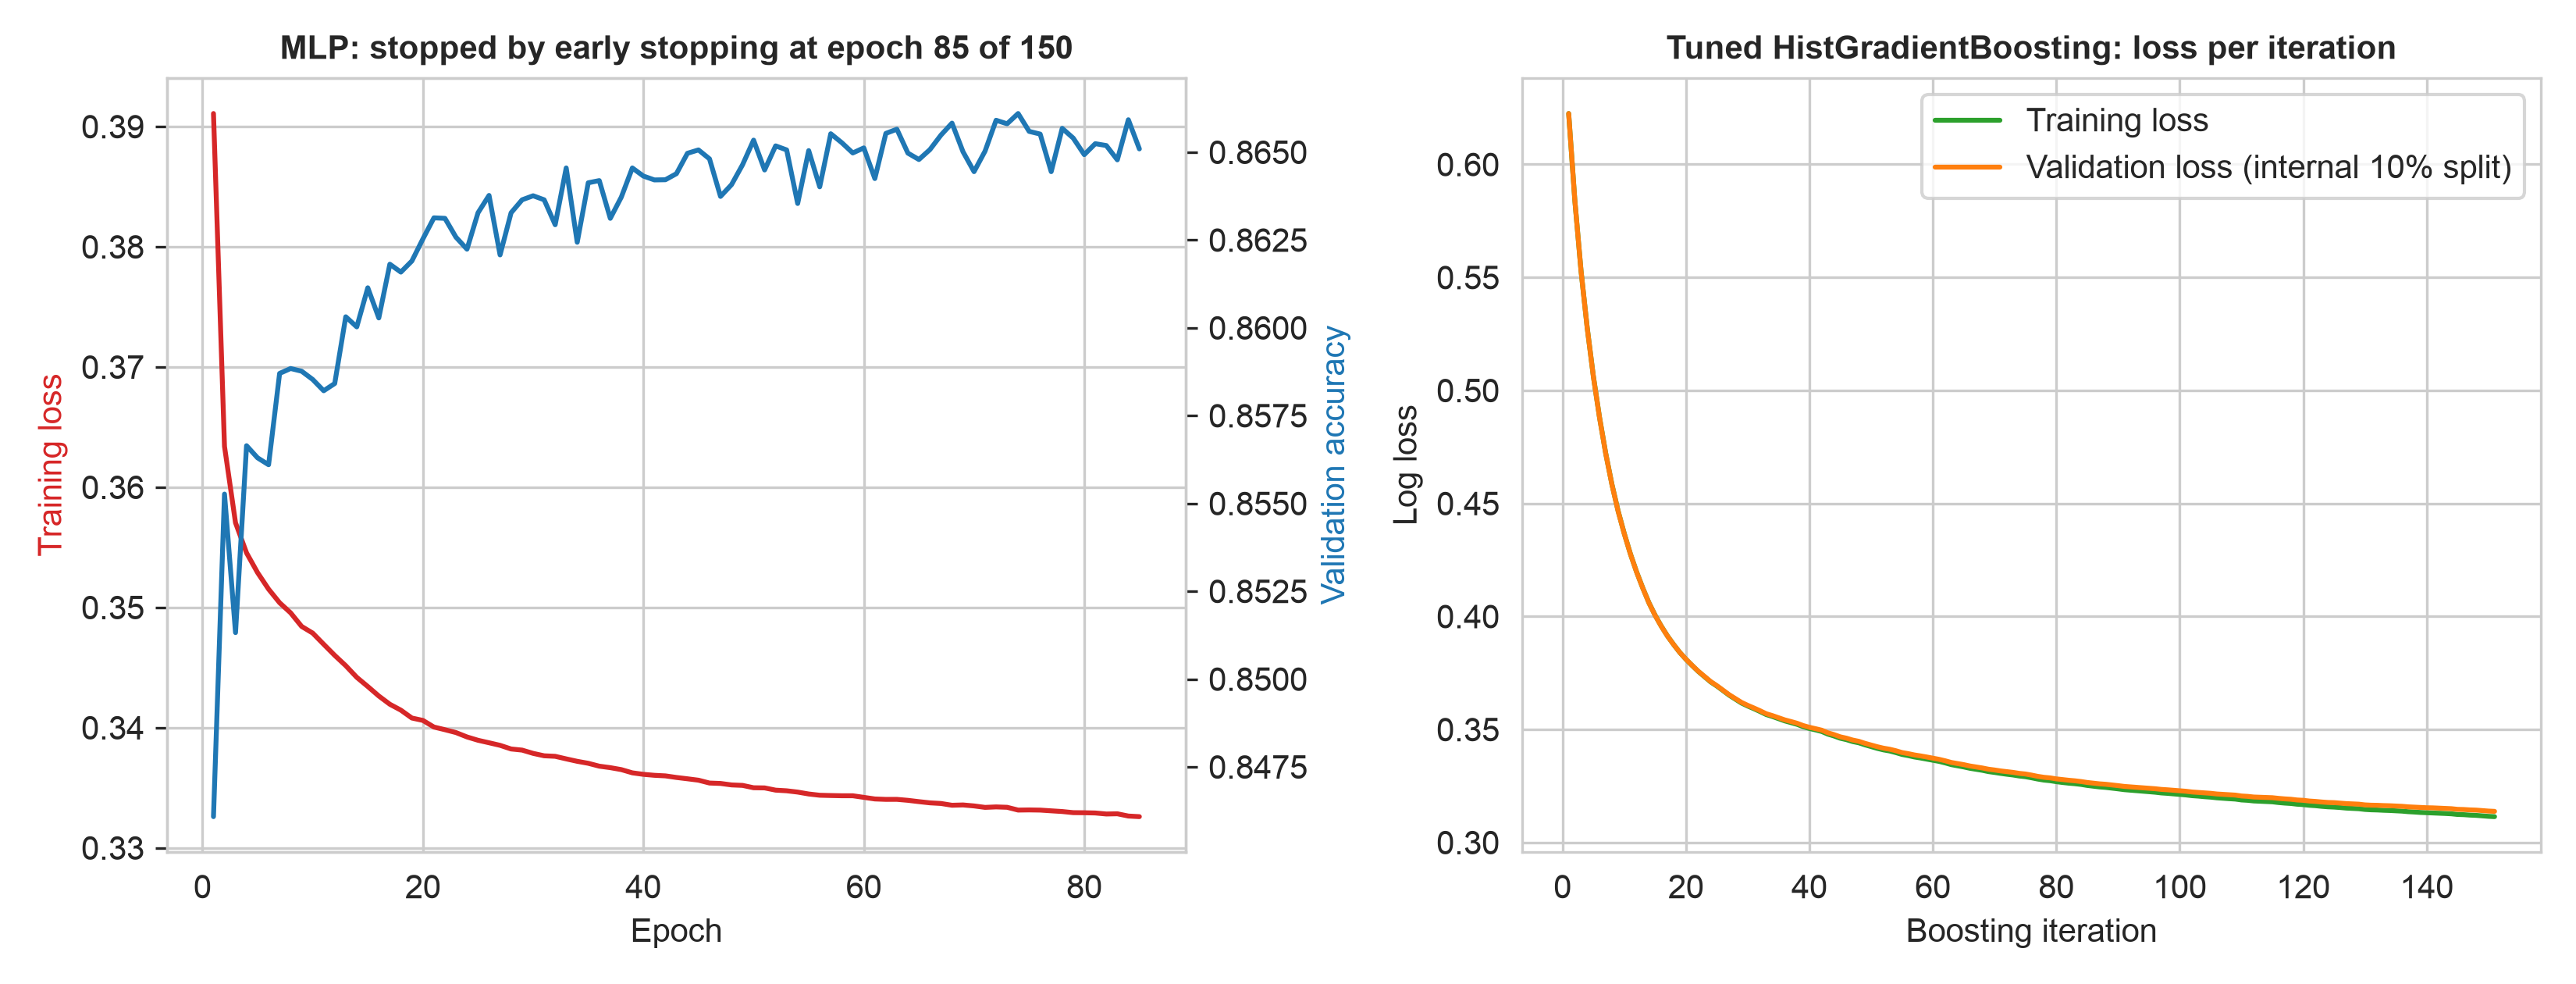 MLP: stopped by early stopping at epoch 85 of 150
Training loss
0.39
0.38
0.37
0.36
0.35
0.34
0.33
0 20 40 60 80
Epoch
0.8650
0.8625
0.8600
0.8575
0.8550
0.8525
0.8500
0.8475
Validation accuracy
Tuned HistGradientBoosting: loss per iteration
Training loss
Validation loss (internal 10% split)
Log loss
0.60
0.55
0.50
0.45
0.40
0.35
0.30
0 20 40 60 80 100 120 140
Boosting iteration